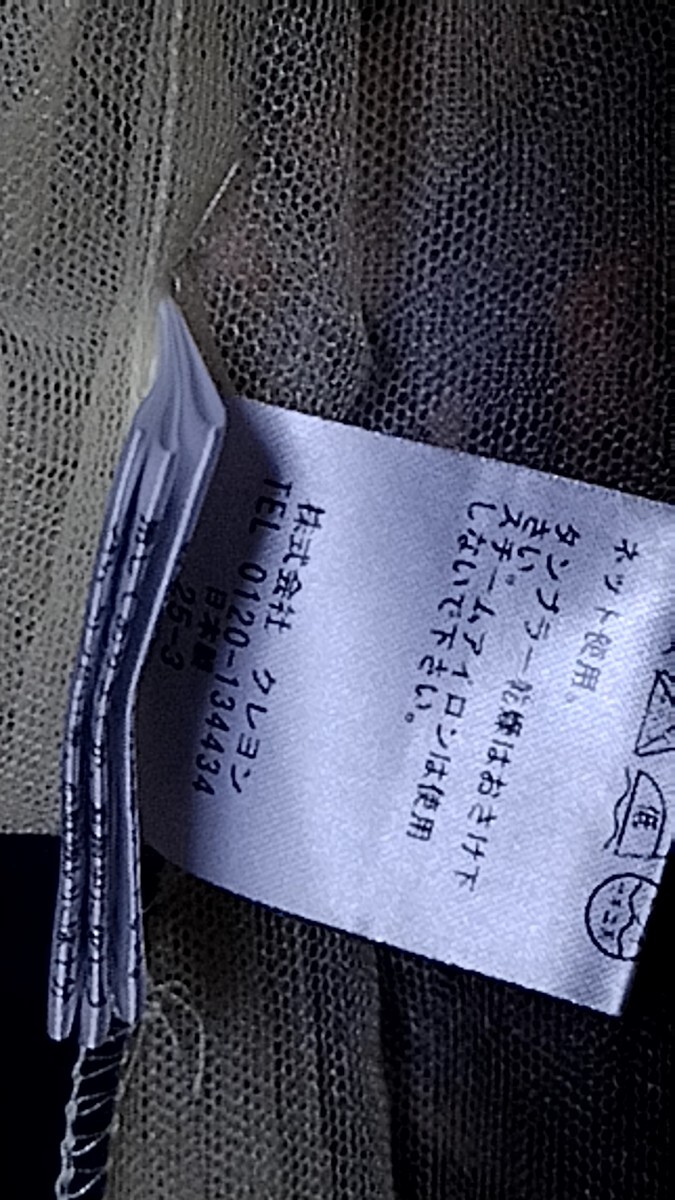 低
ネット使用。
タンブラー乾燥はおさけ下
さい。
スチームアイロンは使用
しないで下さい。
株式会社 クレヨン
TEL 0120-134434
日本製
25-3